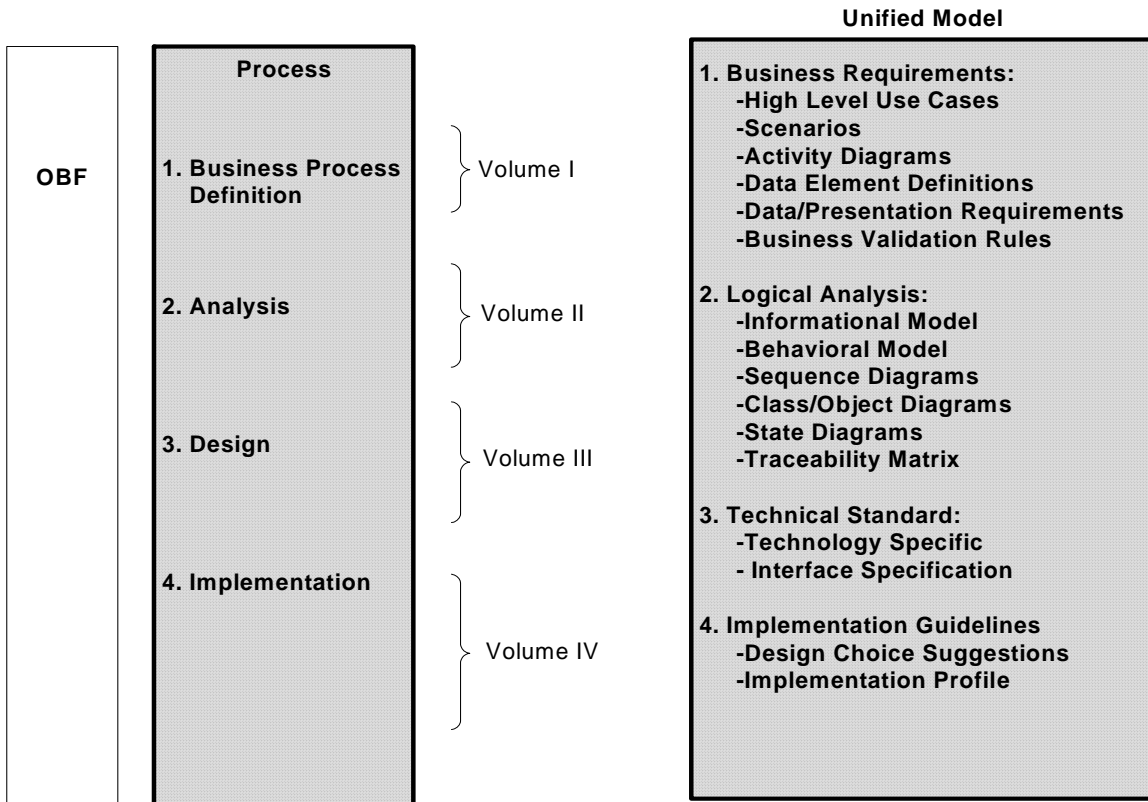 Unified Model
OBF
Process
1. Business Process
Definition
2. Analysis
3. Design
4. Implementation
Volume I
Volume II
Volume III
Volume IV
1. Business Requirements:
-High Level Use Cases
-Scenarios
-Activity Diagrams
-Data Element Definitions
-Data/Presentation Requirements
-Business Validation Rules
2. Logical Analysis:
-Informational Model
-Behavioral Model
-Sequence Diagrams
-Class/Object Diagrams
-State Diagrams
-Traceability Matrix
3. Technical Standard:
-Technology Specific
- Interface Specification
4. Implementation Guidelines
-Design Choice Suggestions
-Implementation Profile